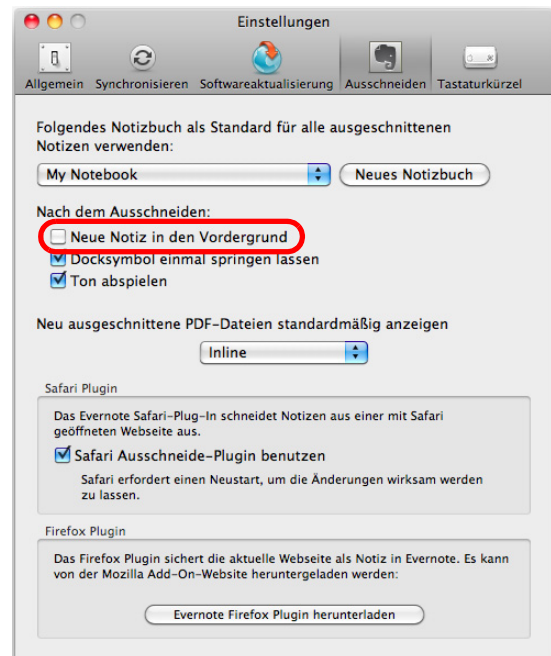 Einstellungen
Allgemein Synchronisieren Softwareaktualisierung Ausschneiden Tastaturkürzel
Folgendes Notizbuch als Standard für alle ausgeschnittenen
Notizen verwenden:
My Notebook Neues Notizbuch
Nach dem Ausschneiden:
Neue Notiz in den Vordergrund
Docksymbol einmal springen lassen
Ton abspielen
Neu ausgeschnittene PDF-Dateien standardmäßig anzeigen
Inline
Safari Plugin
Das Evernote Safari-Plug-In schneidet Notizen aus einer mit Safari
geöffneten Webseite aus.
Safari Ausschneide-Plugin benutzen
Safari erfordert einen Neustart, um die Änderungen wirksam werden
zu lassen.
Firefox Plugin
Das Firefox Plugin sichert die aktuelle Webseite als Notiz in Evernote. Es kann
von der Mozilla Add-On-Website heruntergeladen werden:
Evernote Firefox Plugin herunterladen